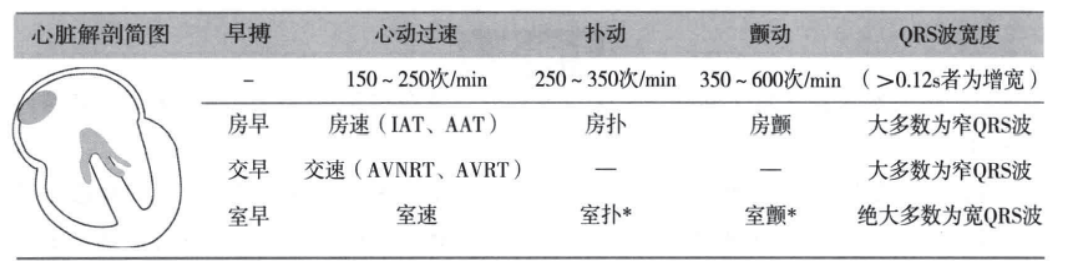 心脏解剖简图 早搏 心动过速 扑动 颤动 QRS波宽度
– 150~250次/min 250~350次/min 350~600次/min （>0.12s者为增宽）
房早 房速（IAT、AAT） 房扑 房颤 大多数为窄QRS波
交早 交速（AVNRT、AVRT） — — 大多数为窄QRS波
室早 室速 室扑* 室颤* 绝大多数为宽QRS波